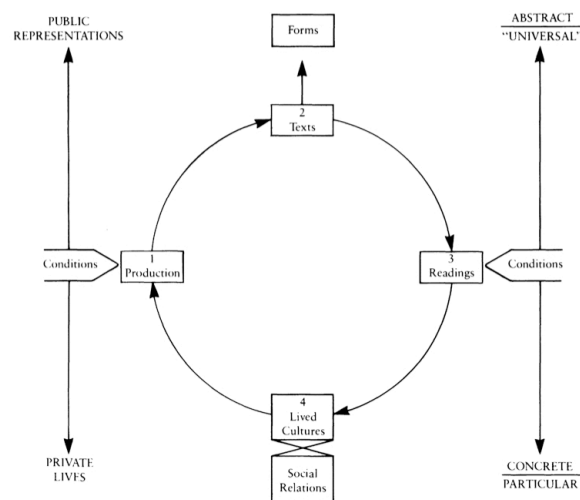 PUBLIC
REPRESENTATIONS
Forms
ABSTRACT
"UNIVERSAL"
2
Texts
Conditions
1
Production
3
Readings
Conditions
4
Lived
Cultures
PRIVATE
LIVES
Social
Relations
CONCRETE
PARTICULAR